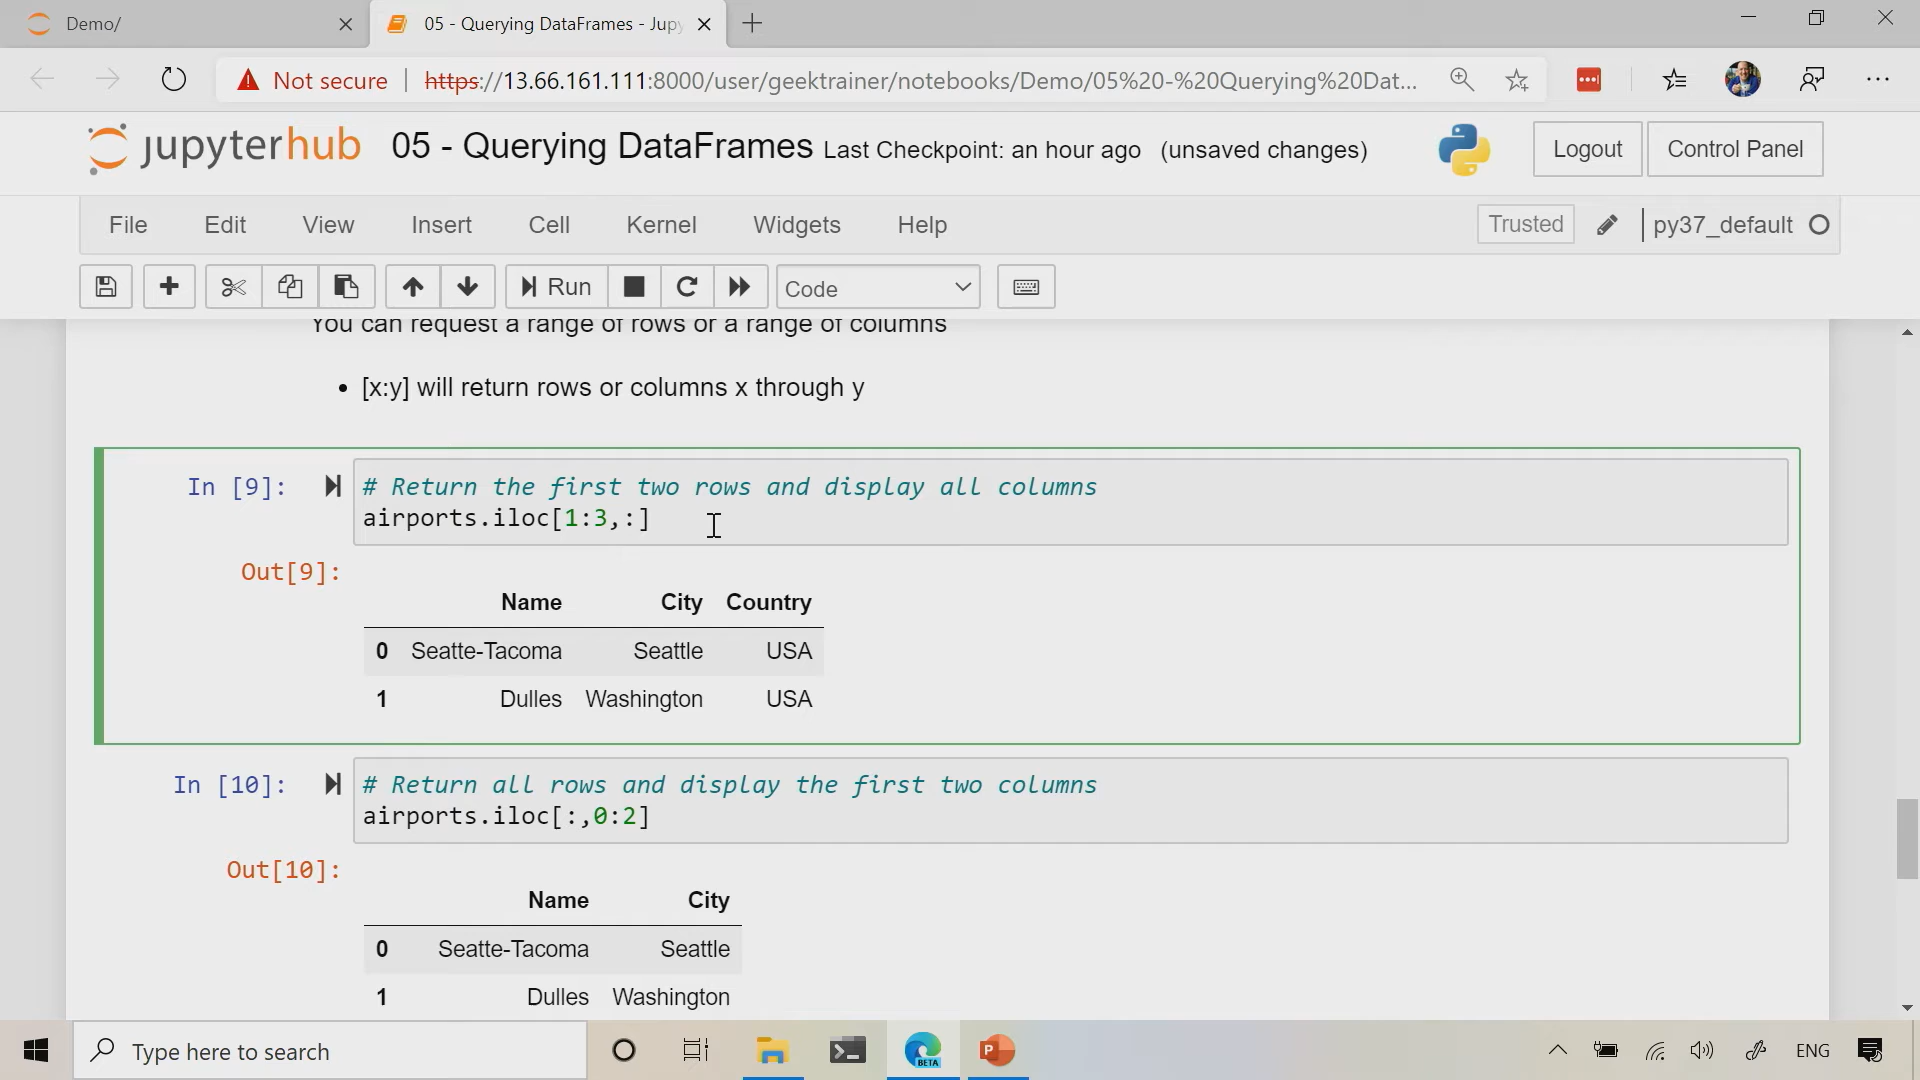 Demo/
05 - Querying DataFrames - Jupy
Not secure
https://13.66.161.111:8000/user/geektrainer/notebooks/Demo/05%20-%20Querying%20Dat...
jupyterhub
05 - Querying DataFrames Last Checkpoint: an hour ago (unsaved changes)
Logout
Control Panel
File Edit View Insert Cell Kernel Widgets Help
Trusted
py37_default
Run
Code
You can request a range of rows or a range of columns
• [x:y] will return rows or columns x through y
In [9]:
# Return the first two rows and display all columns
airports.iloc[1:3,:]
Out[9]:
Name City Country
0 Seatte-Tacoma Seattle USA
1 Dulles Washington USA
In [10]:
# Return all rows and display the first two columns
airports.iloc[:,0:2]
Out[10]:
Name City
0 Seatte-Tacoma Seattle
1 Dulles Washington
Type here to search
BETA
P
ENG